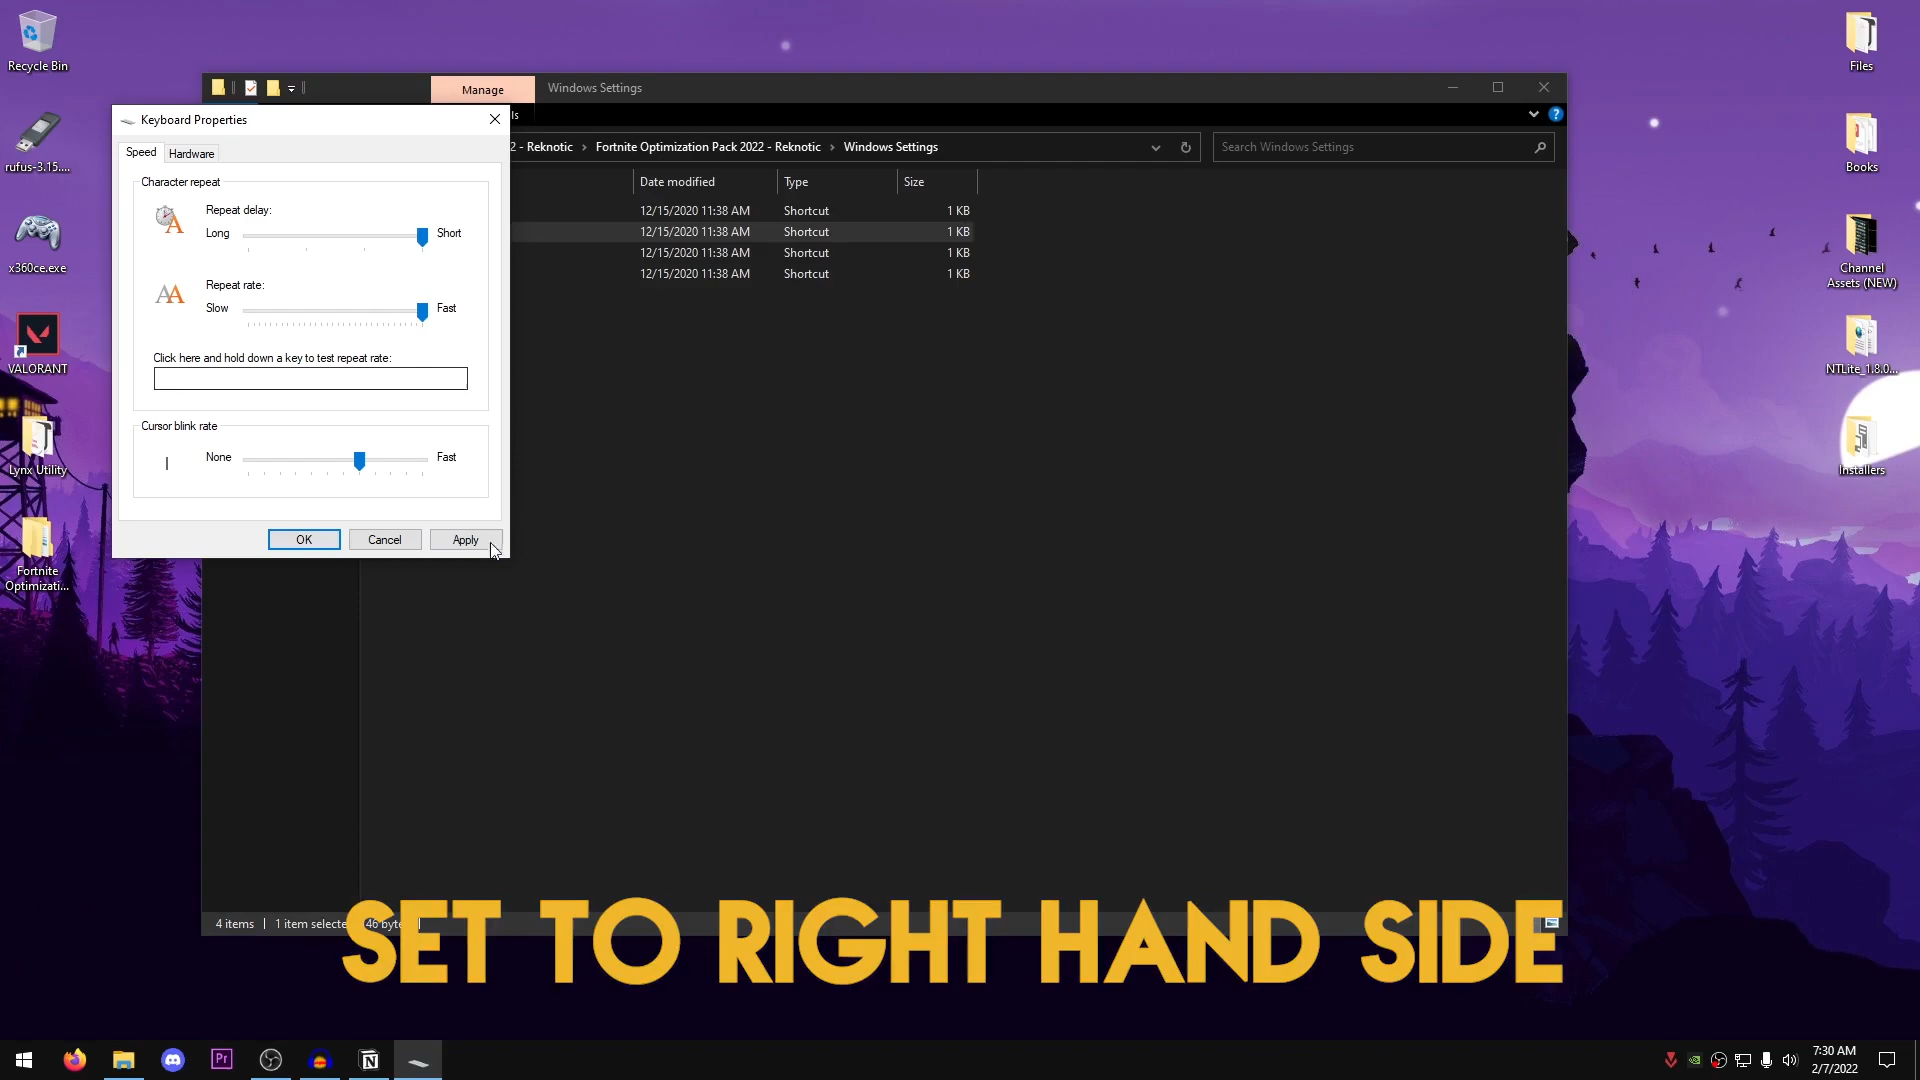 Recycle Bin
rufus-3.15....
x360ce.exe
VALORANT
Lynx Utility
Fortnite
Optimizati...
Files
Books
Channel
Assets (NEW)
NTLite_1.8.0...
Installers
Manage
Windows Settings
ls
2 - Reknotic > Fortnite Optimization Pack 2022 - Reknotic > Windows Settings
Search Windows Settings
Date modified Type Size
12/15/2020 11:38 AM Shortcut 1 KB
12/15/2020 11:38 AM Shortcut 1 KB
12/15/2020 11:38 AM Shortcut 1 KB
12/15/2020 11:38 AM Shortcut 1 KB
Keyboard Properties
Speed Hardware
Character repeat
Repeat delay:
Long Short
Repeat rate:
Slow Fast
Click here and hold down a key to test repeat rate:
Cursor blink rate
None Fast
OK Cancel Apply
4 items 1 item selecte 46 byte
SET TO RIGHT HAND SIDE
7:30 AM
2/7/2022